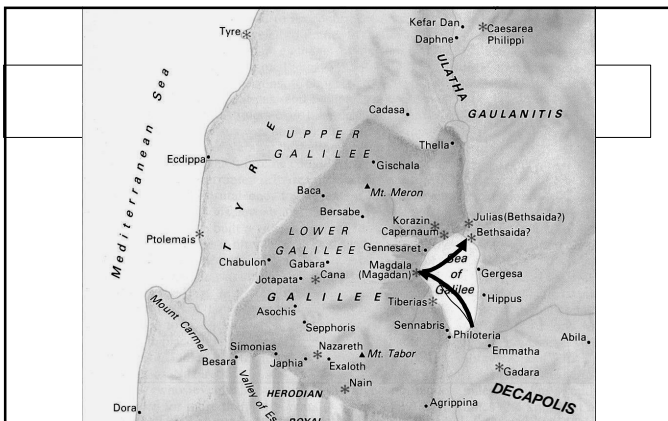 Tyre
Kefar Dan
Daphne
Caesarea
Philippi
ULATHA
GAULANITIS
Mediterranean Sea
TYRE
Cadasa
UPPER
GALILEE
Thella
Ecdippa
Gischala
Baca
Mt. Meron
Bersabe
Korazin
Capernaum
Julias (Bethsaida?)
Bethsaida?
Ptolemais
LOWER
GALILEE
Gennesaret
Chabulon
Gabara
Jotapata
Cana
Magdala
(Magadan)
Sea
of
Galilee
Gergesa
Hippus
GALILEE
Tiberias
Asochis
Sepphoris
Sennabris
Philoteria
Mount Carmel
Simonias
Nazareth
Mt. Tabor
Emmatha
Abila
Besara
Japhia
Exaloth
Gadara
Nain
DECAPOLIS
Valley of Es
HERODIAN
ROYAL
Dora
Agrippina